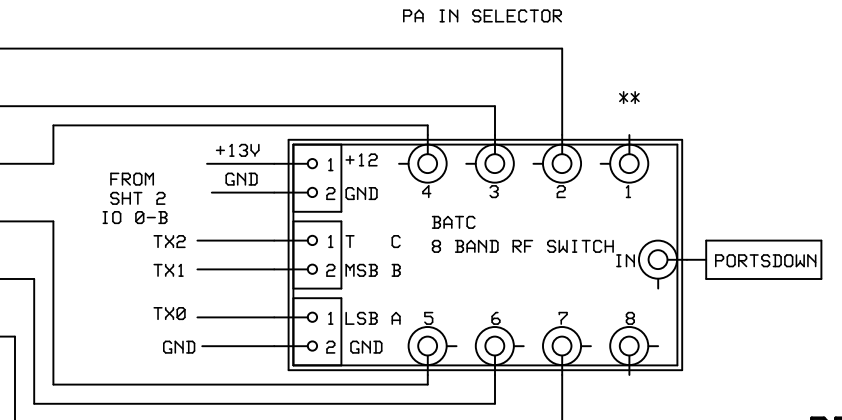 PA IN SELECTOR
**
+13V
1 +12
FROM
SHT 2
IO 0-B
GND
2 GND
4 3 2 1
BATC
8 BAND RF SWITCH
TX2
1 T C
TX1
2 MSB B
IN
PORTSDOWN
TX0
1 LSB A
5 6 7 8
GND
2 GND